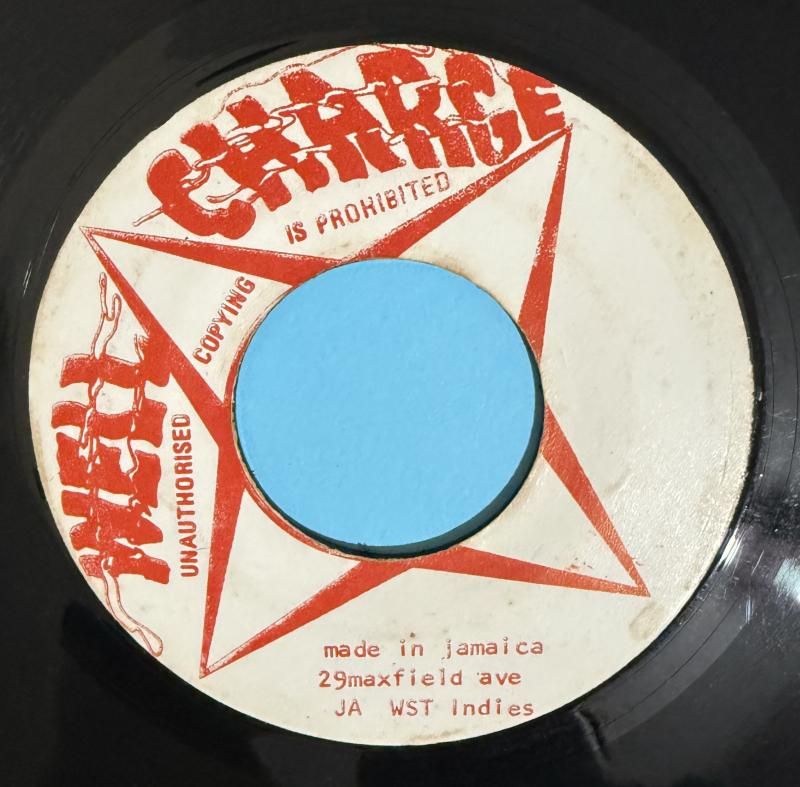 WELL CHARGE
UNAUTHORISED COPYING IS PROHIBITED
made in jamaica
29maxfield ave
JA WST Indies